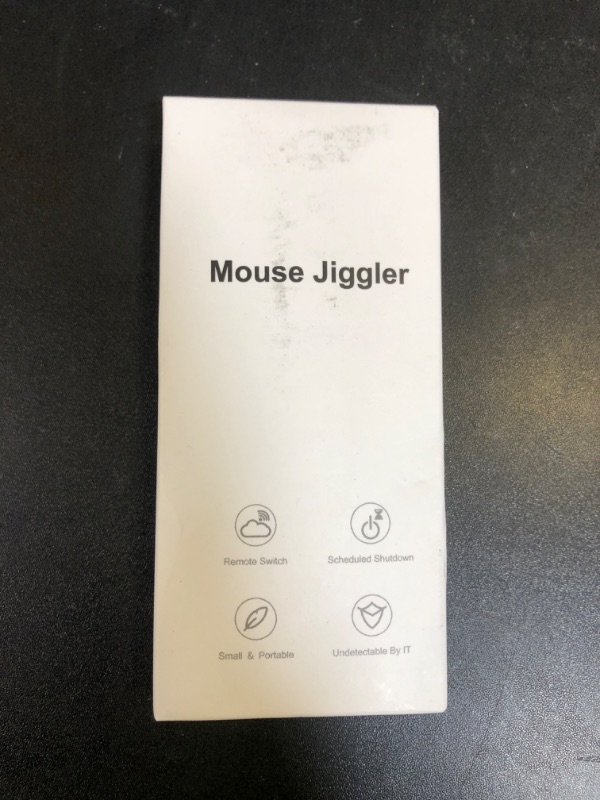 Mouse Jiggler
Remote Switch
Scheduled Shutdown
Small & Portable
Undetectable By IT